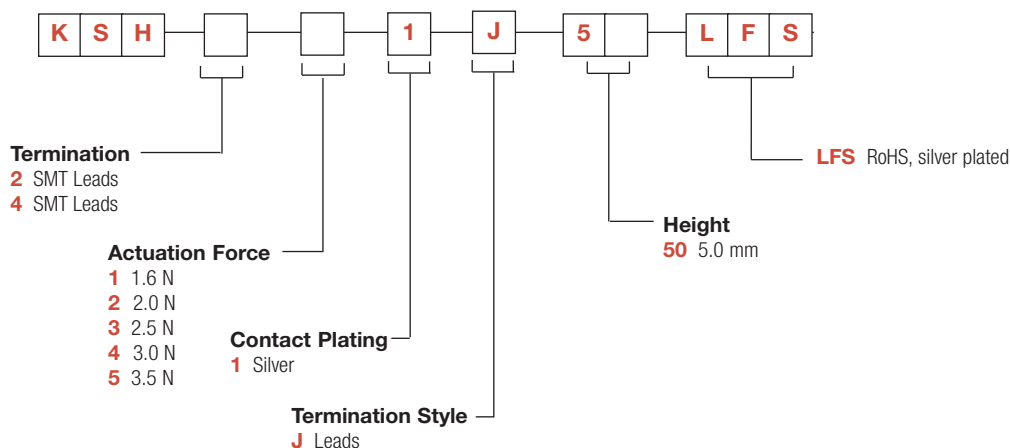 K S H 1 J 5 L F S
Termination
2 SMT Leads
4 SMT Leads
LFS RoHS, silver plated
Height
50 5.0 mm
Actuation Force
1 1.6 N
2 2.0 N
3 2.5 N
4 3.0 N
5 3.5 N
Contact Plating
1 Silver
Termination Style
J Leads